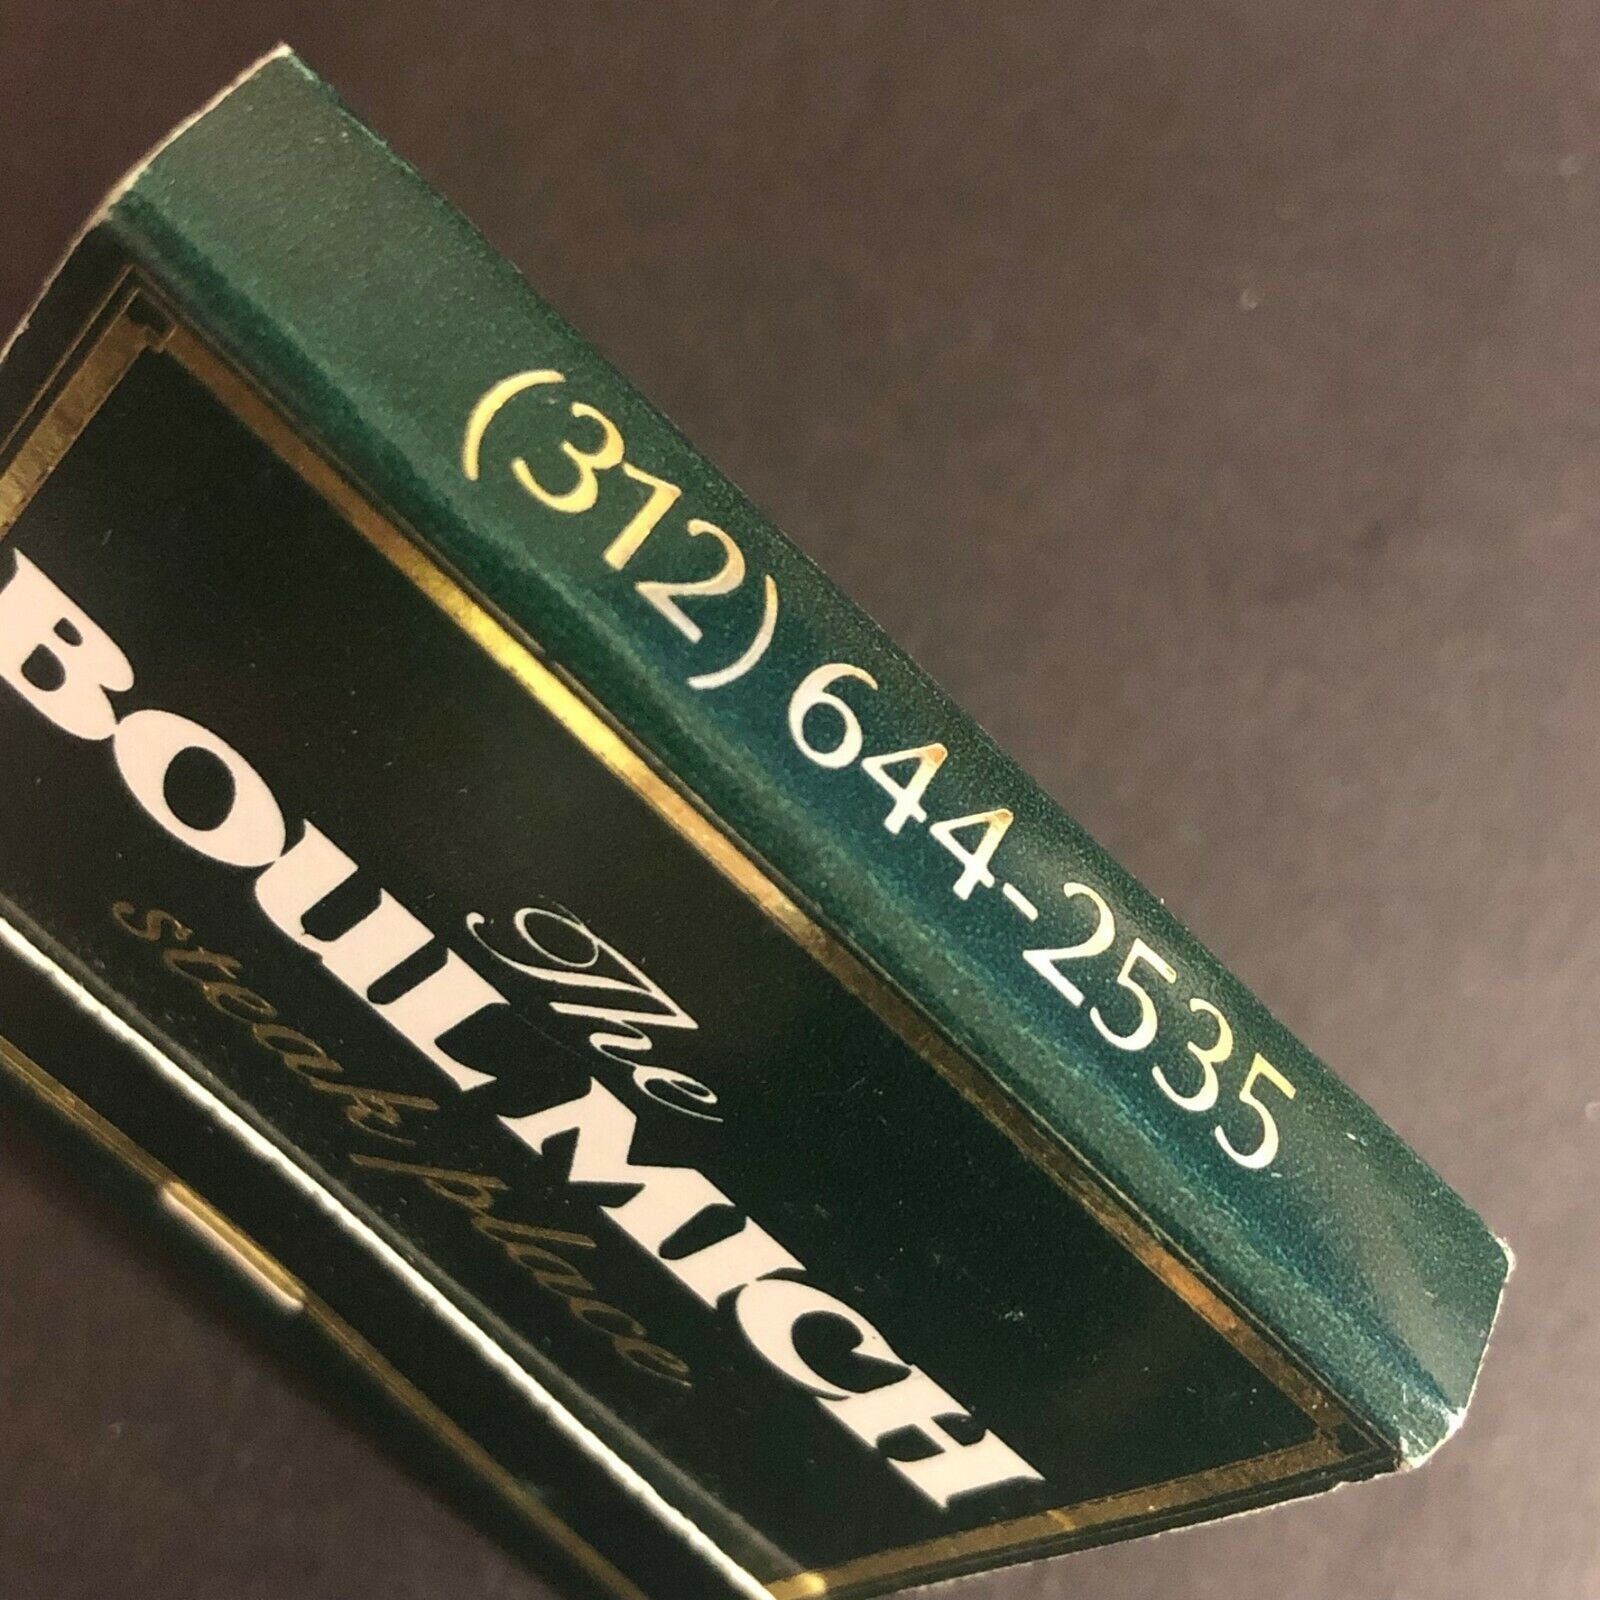 (312) 644-2535
The
BOUL MICH
steak place